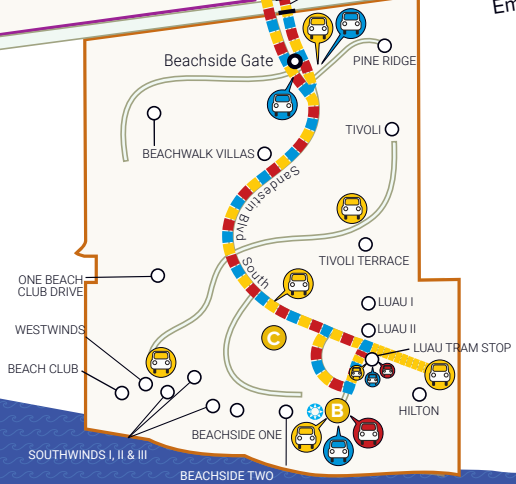 Em
Beachside Gate
PINE RIDGE
TIVOLI
BEACHWALK VILLAS
Sandestin Blvd
South
TIVOLI TERRACE
ONE BEACH
CLUB DRIVE
LUAU I
LUAU II
WESTWINDS
C
LUAU TRAM STOP
BEACH CLUB
HILTON
B
BEACHSIDE ONE
SOUTHWINDS I, II & III
BEACHSIDE TWO